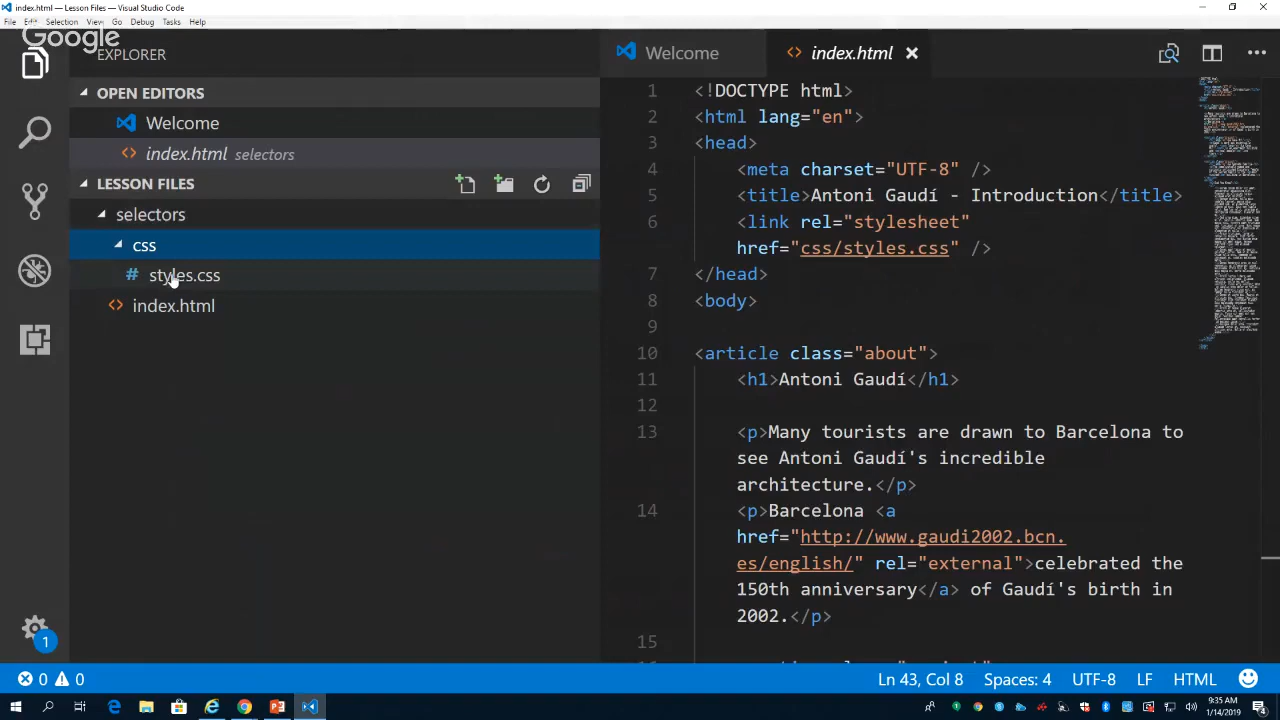 index.html — Lesson Files — Visual Studio Code
File Edit Selection View Go Debug Tasks Help
Google
EXPLORER
OPEN EDITORS
Welcome
index.html selectors
LESSON FILES
selectors
css
# styles.css
<> index.html
1
Welcome
<> index.html
1 <!DOCTYPE html>
2 <html lang="en">
3 <head>
4 <meta charset="UTF-8" />
5 <title>Antoni Gaudí - Introduction</title>
6 <link rel="stylesheet"
href="css/styles.css" />
7 </head>
8 <body>
9
10 <article class="about">
11 <h1>Antoni Gaudí</h1>
12
13 <p>Many tourists are drawn to Barcelona to
see Antoni Gaudí's incredible
architecture.</p>
14 <p>Barcelona <a
href="http://www.gaudi2002.bcn.
es/english/" rel="external">celebrated the
150th anniversary</a> of Gaudí's birth in
2002.</p>
15
0 0
Ln 43, Col 8 Spaces: 4 UTF-8 LF HTML
9:35 AM
1/14/2019